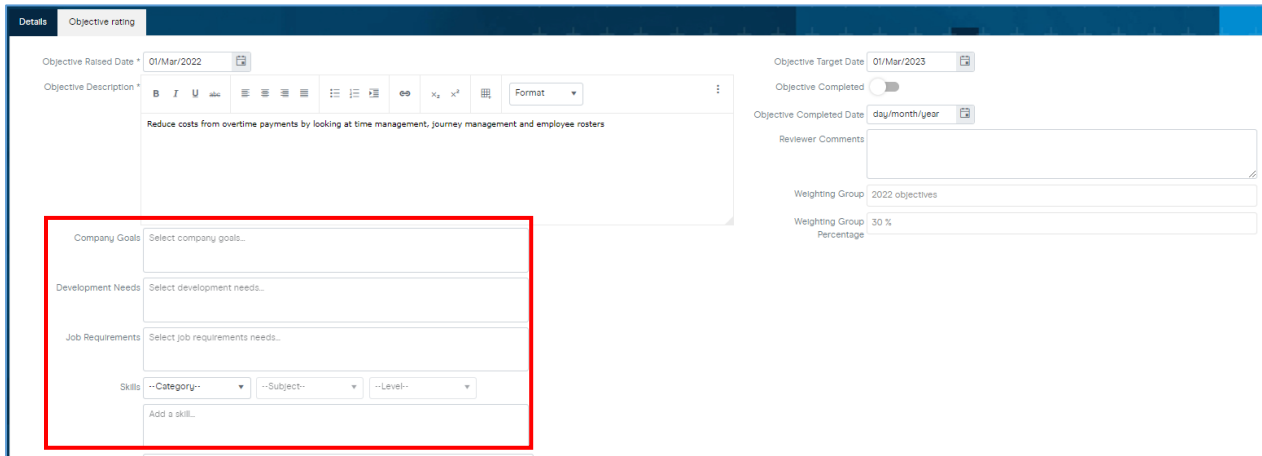 Details Objective rating
Objective Raised Date * 01/Mar/2022
Objective Description *
B I U abc x₂ x² Format
Reduce costs from overtime payments by looking at time management, journey management and employee rosters
Company Goals Select company goals...
Development Needs Select development needs...
Job Requirements Select job requirements needs...
Skills --Category-- --Subject-- --Level--
Add a skill...
Objective Target Date 01/Mar/2023
Objective Completed
Objective Completed Date day/month/year
Reviewer Comments
Weighting Group 2022 objectives
Weighting Group 30 %
Percentage